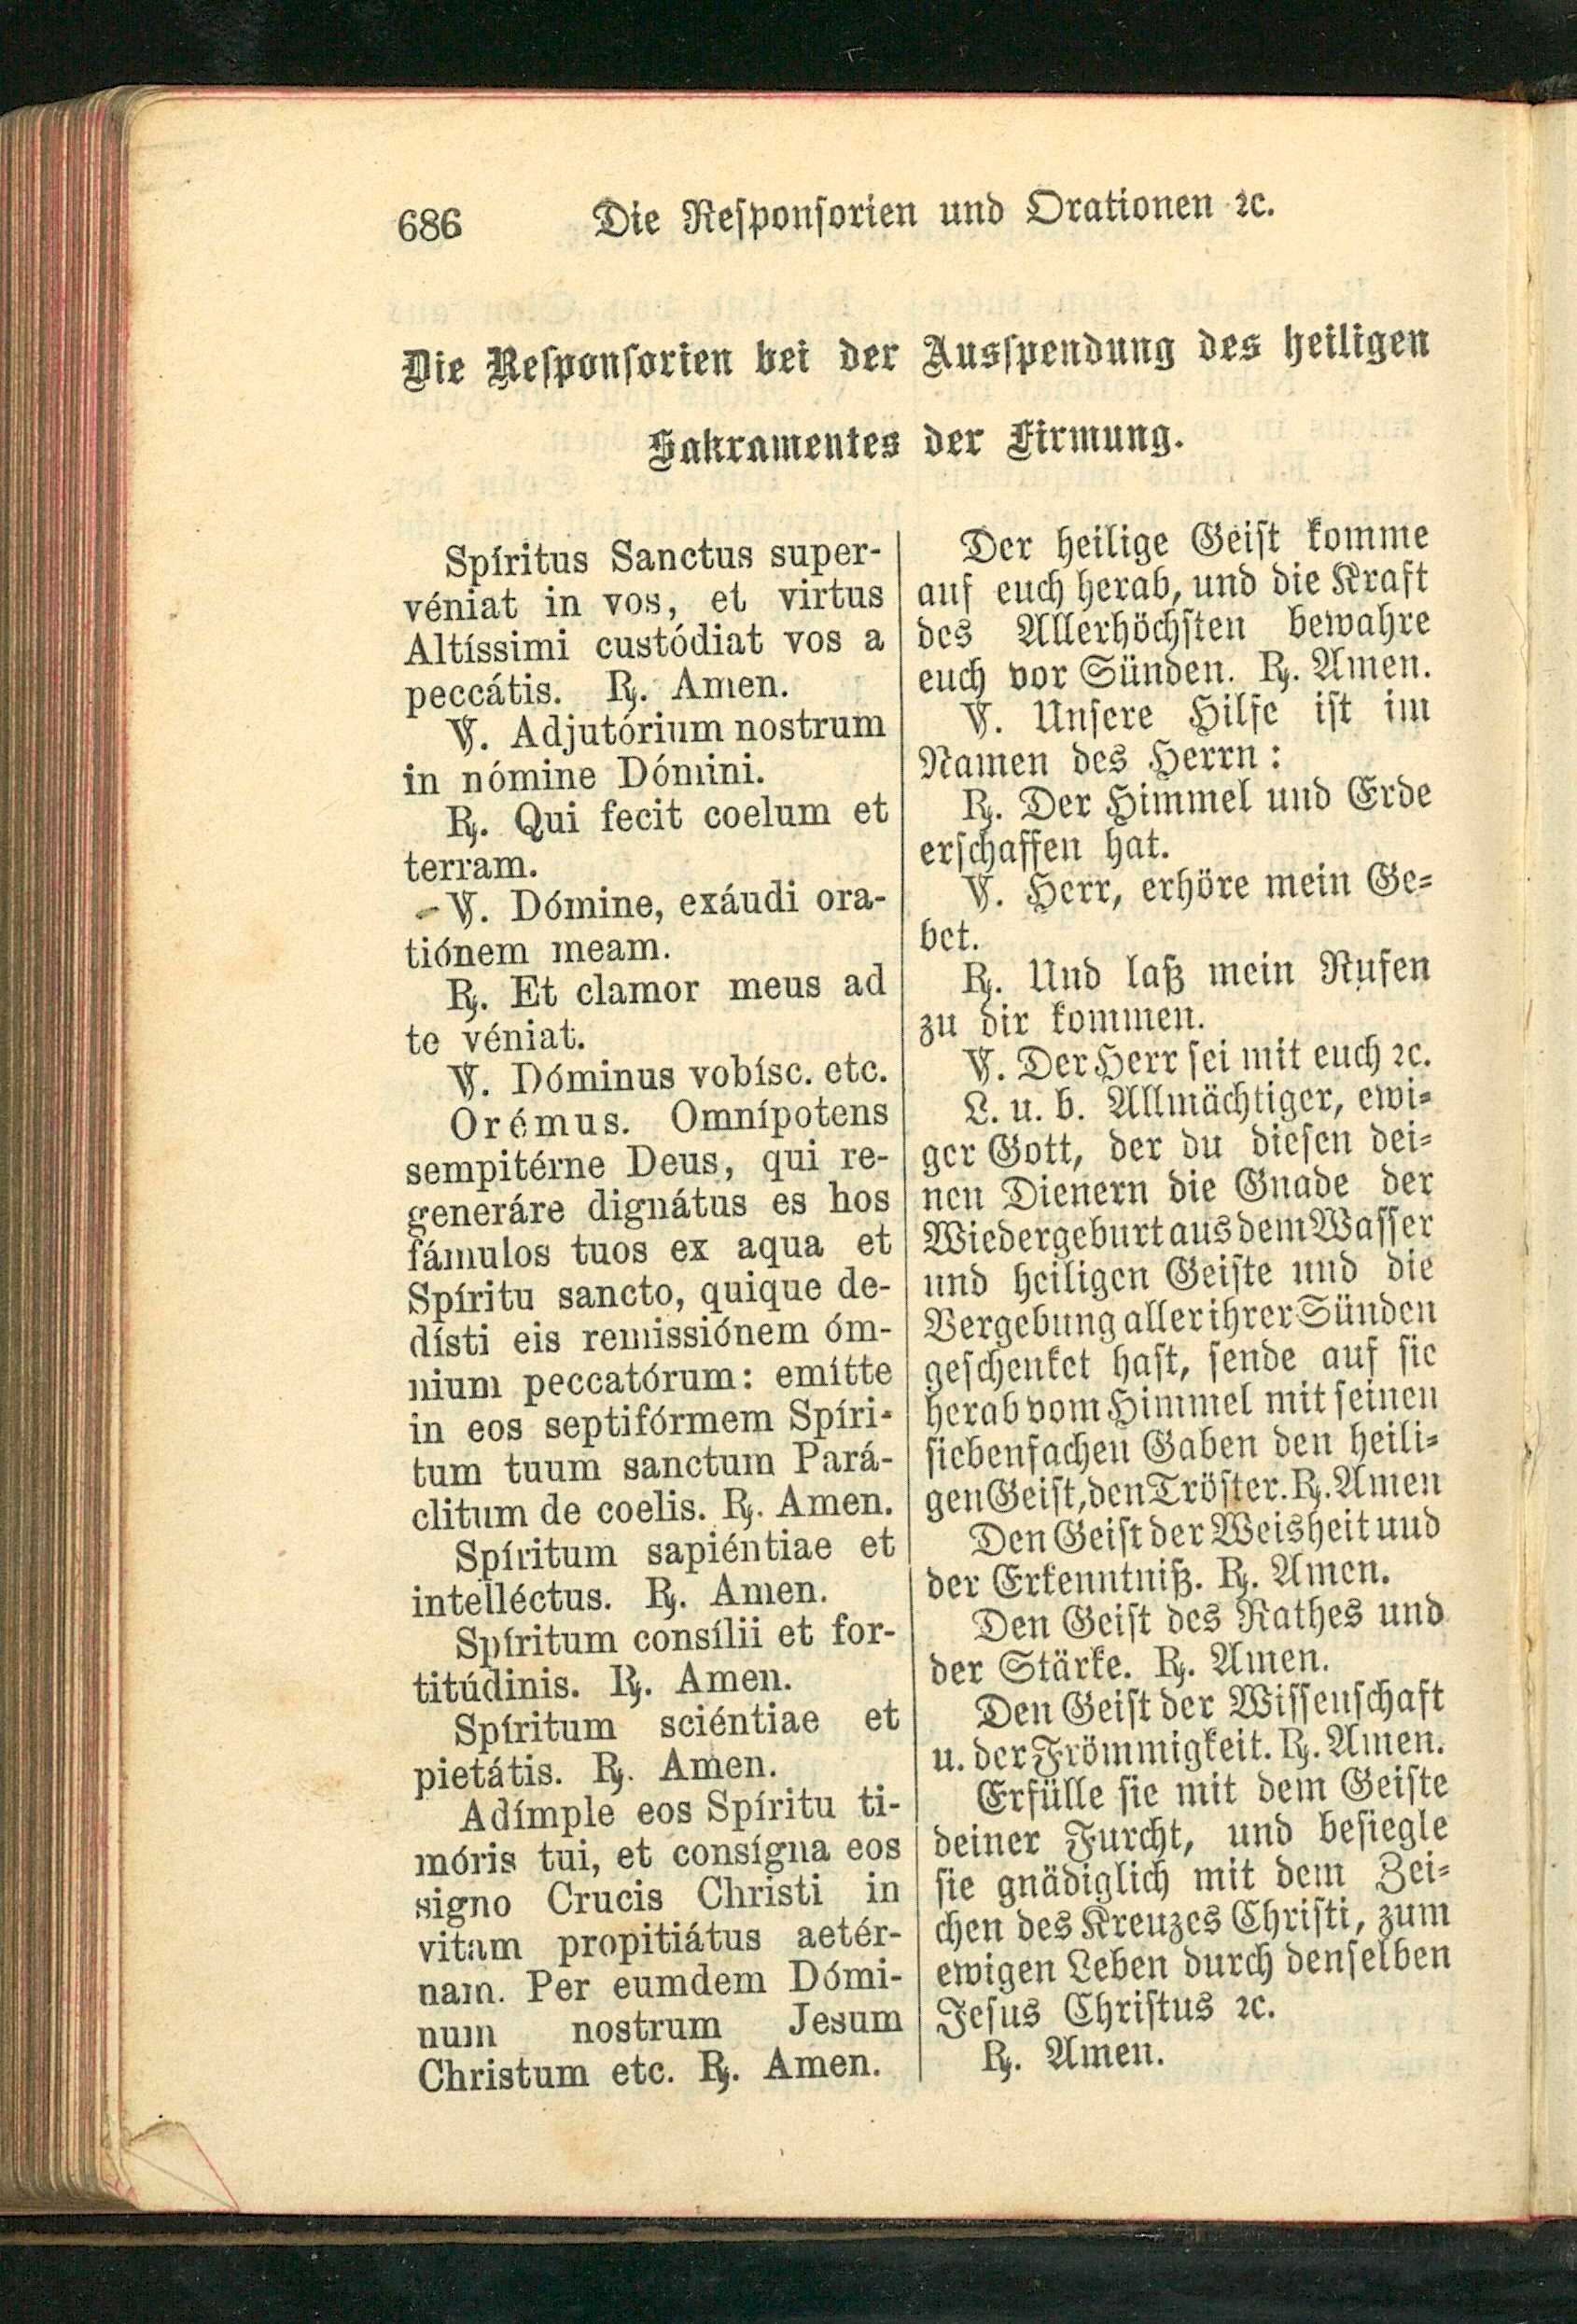 686 Die Responsorien und Orationen ꝛc.
Die Responsorien bei der Ausspendung des heiligen
Sakramentes der Firmung.
Spíritus Sanctus super-
véniat in vos, et virtus
Altíssimi custódiat vos a
peccátis. ℟. Amen.
℣. Adjutórium nostrum
in nómine Dómini.
℟. Qui fecit coelum et
terram.
℣. Dómine, exáudi ora-
tiónem meam.
℟. Et clamor meus ad
te véniat.
℣. Dóminus vobísc. etc.
Orémus. Omnípotens
sempitérne Deus, qui re-
generáre dignátus es hos
fámulos tuos ex aqua et
Spíritu sancto, quique de-
dísti eis remissiónem óm-
nium peccatórum: emítte
in eos septifórmem Spíri-
tum tuum sanctum Pará-
clitum de coelis. ℟. Amen.
Spíritum sapiéntiae et
intelléctus. ℟. Amen.
Spíritum consílii et for-
titúdinis. ℟. Amen.
Spíritum sciéntiae et
pietátis. ℟. Amen.
Adímple eos Spíritu ti-
móris tui, et consígna eos
signo Crucis Christi in
vitam propitiátus aetér-
nam. Per eumdem Dómi-
num nostrum Jesum
Christum etc. ℟. Amen.
Der heilige Geist komme
auf euch herab, und die Kraft
des Allerhöchsten bewahre
euch vor Sünden. ℟. Amen.
℣. Unsere Hilfe ist im
Namen des Herrn:
℟. Der Himmel und Erde
erschaffen hat.
℣. Herr, erhöre mein Ge-
bet.
℟. Und laß mein Rufen
zu dir kommen.
℣. Der Herr sei mit euch ꝛc.
L. u. b. Allmächtiger, ewi-
ger Gott, der du diesen dei-
nen Dienern die Gnade der
Wiedergeburt aus dem Wasser
und heiligen Geiste und die
Vergebung aller ihrer Sünden
geschenket hast, sende auf sie
herab vom Himmel mit seinen
siebenfachen Gaben den heili-
gen Geist, den Tröster. ℟. Amen
Den Geist der Weisheit und
der Erkenntniß. ℟. Amen.
Den Geist des Rathes und
der Stärke. ℟. Amen.
Den Geist der Wissenschaft
u. der Frömmigkeit. ℟. Amen.
Erfülle sie mit dem Geiste
deiner Furcht, und besiegle
sie gnädiglich mit dem Zei-
chen des Kreuzes Christi, zum
ewigen Leben durch denselben
Jesus Christus ꝛc.
℟. Amen.